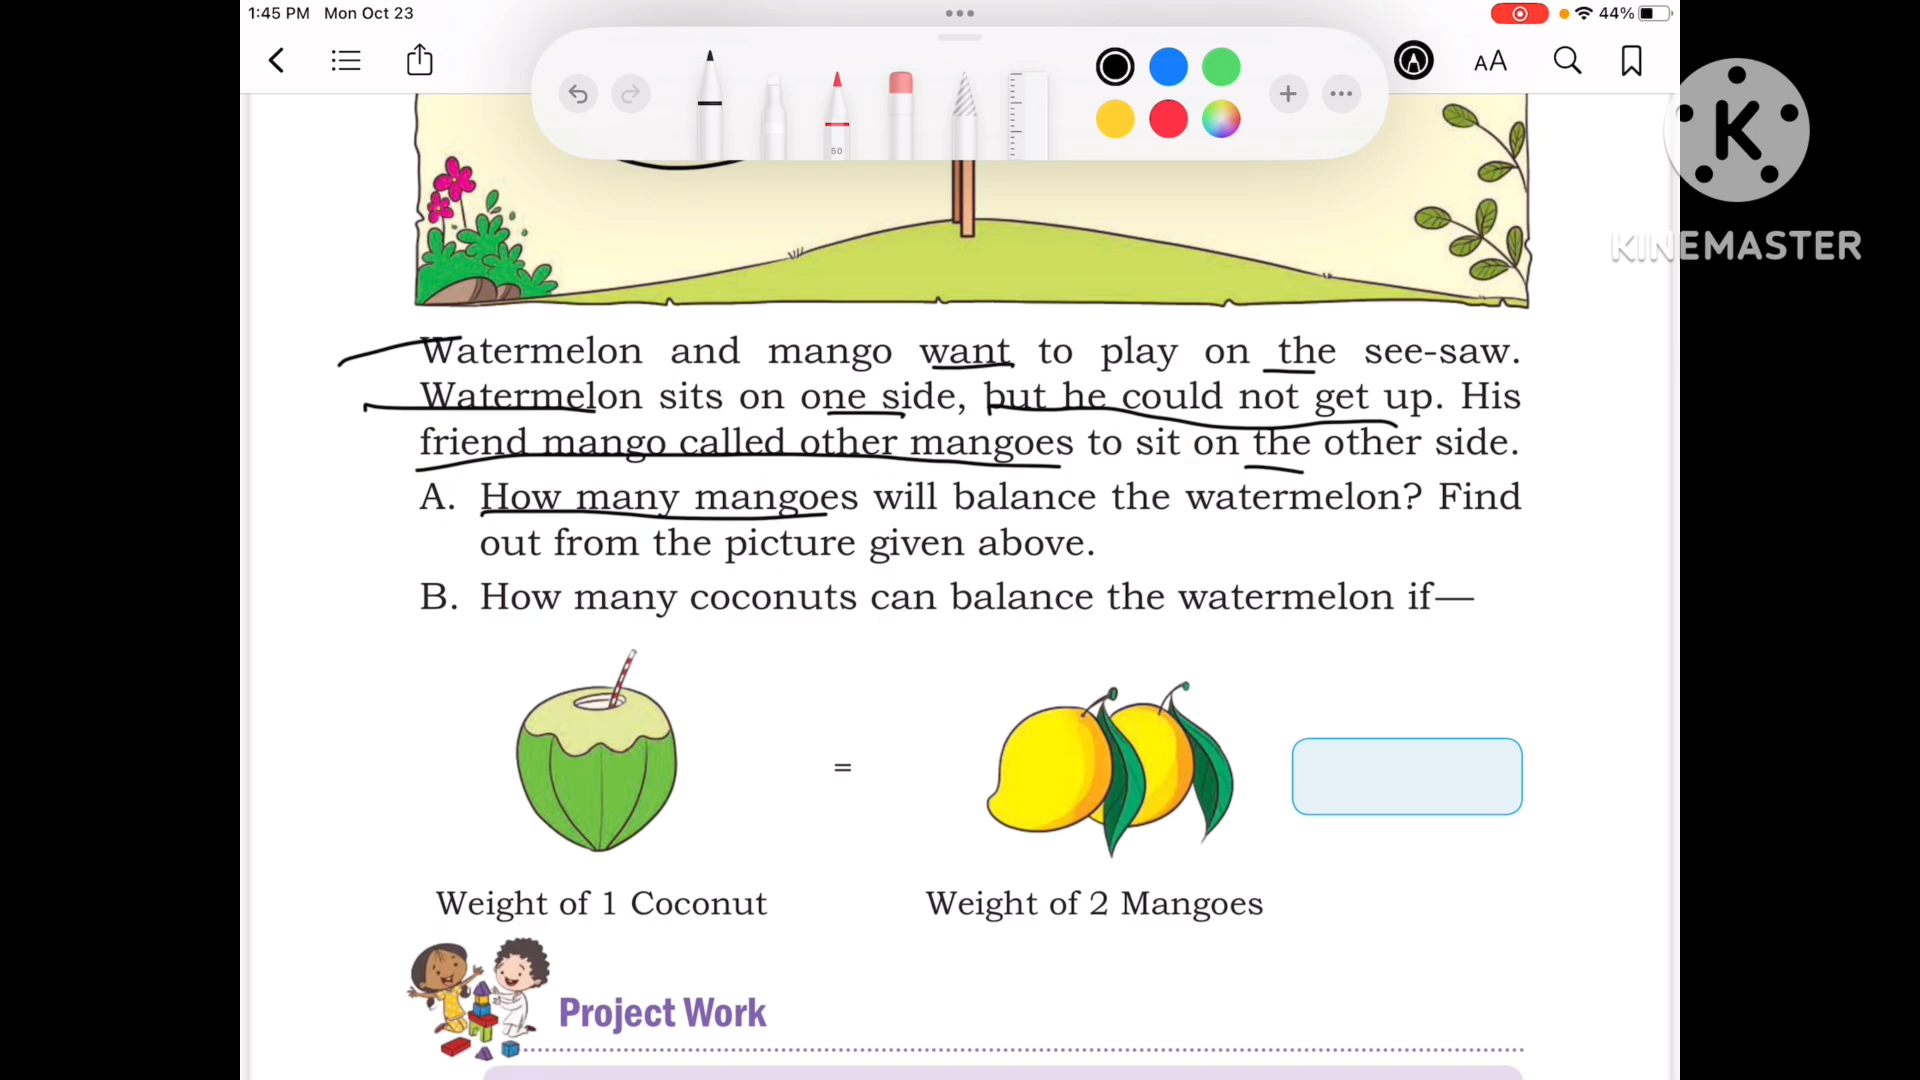 1:45 PM Mon Oct 23
44%
AA
50
K
KINEMASTER
Watermelon and mango want to play on the see-saw.
Watermelon sits on one side, but he could not get up. His
friend mango called other mangoes to sit on the other side.
A. How many mangoes will balance the watermelon? Find
out from the picture given above.
B. How many coconuts can balance the watermelon if—
=
Weight of 1 Coconut Weight of 2 Mangoes
Project Work